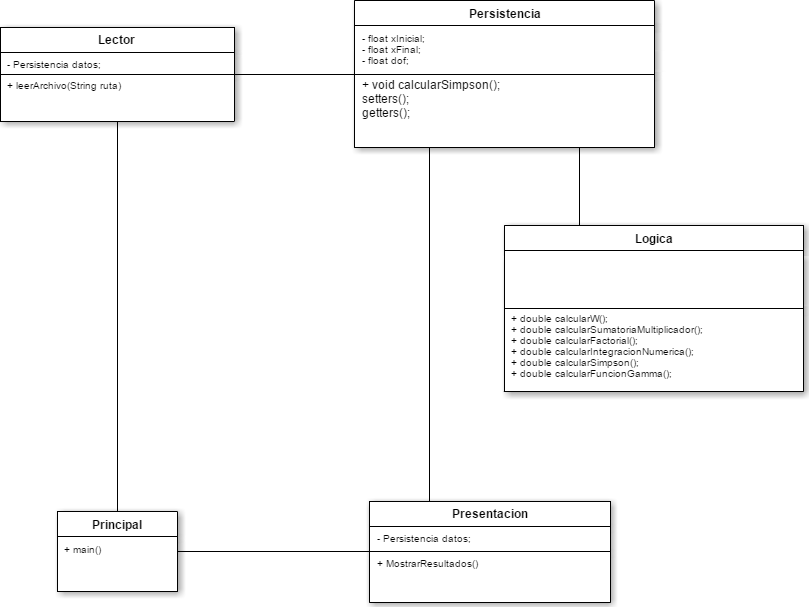 Lector
- Persistencia datos;
+ leerArchivo(String ruta)
Persistencia
- float xInicial;
- float xFinal;
- float dof;
+ void calcularSimpson();
setters();
getters();
Logica
+ double calcularW();
+ double calcularSumatoriaMultiplicador();
+ double calcularFactorial();
+ double calcularIntegracionNumerica();
+ double calcularSimpson();
+ double calcularFuncionGamma();
Principal
+ main()
Presentacion
- Persistencia datos;
+ MostrarResultados()